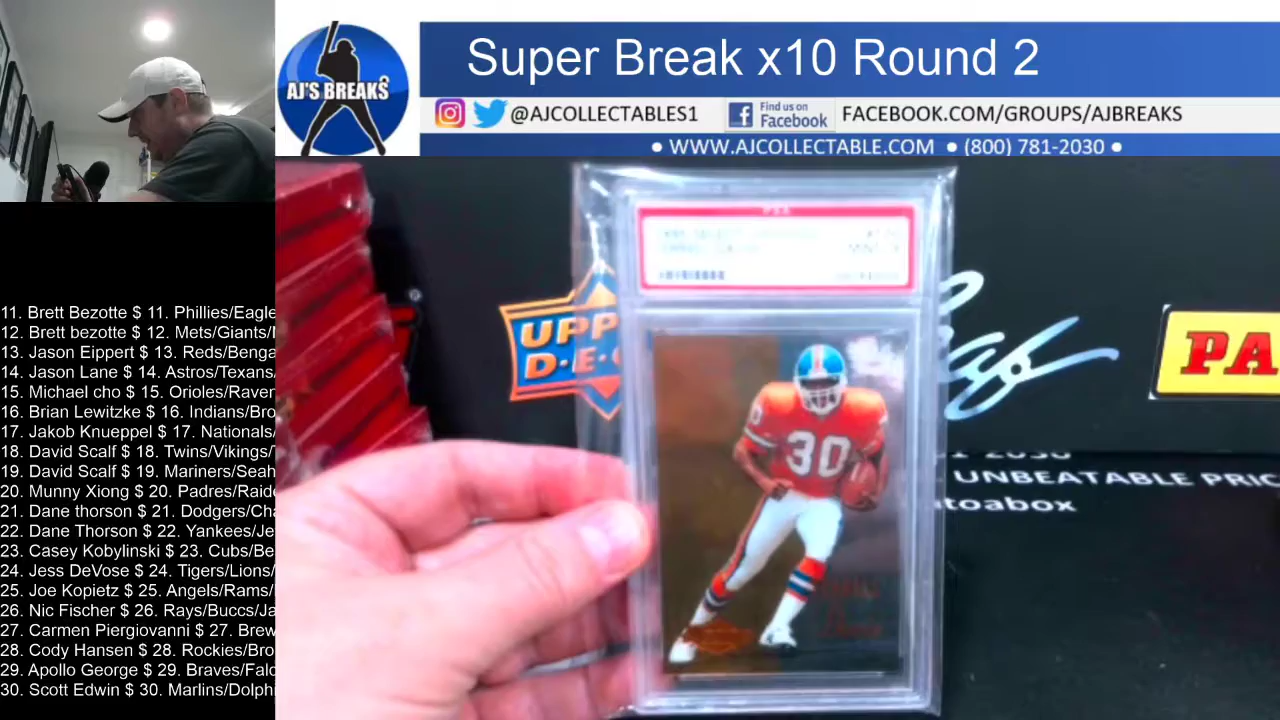 Super Break x10 Round 2
AJ'S BREAKS
@AJCOLLECTABLES1
Find us on
Facebook
FACEBOOK.COM/GROUPS/AJBREAKS
• WWW.AJCOLLECTABLE.COM • (800) 781-2030 •
11. Brett Bezotte $ 11. Phillies/Eagle
12. Brett bezotte $ 12. Mets/Giants/
13. Jason Eippert $ 13. Reds/Benga
14. Jason Lane $ 14. Astros/Texans/
15. Michael cho $ 15. Orioles/Raver
16. Brian Lewitzke $ 16. Indians/Bro
17. Jakob Knueppel $ 17. Nationals/
18. David Scalf $ 18. Twins/Vikings/
19. David Scalf $ 19. Mariners/Seah
20. Munny Xiong $ 20. Padres/Raide
21. Dane thorson $ 21. Dodgers/Cha
22. Dane Thorson $ 22. Yankees/Je
23. Casey Kobylinski $ 23. Cubs/Be
24. Jess DeVose $ 24. Tigers/Lions/
25. Joe Kopietz $ 25. Angels/Rams/
26. Nic Fischer $ 26. Rays/Buccs/Ja
27. Carmen Piergiovanni $ 27. Brew
28. Cody Hansen $ 28. Rockies/Bro
29. Apollo George $ 29. Braves/Falc
30. Scott Edwin $ 30. Marlins/Dolph
PSA
UPP
D·E·C
PA
30
UNBEATABLE PRIC
toabox